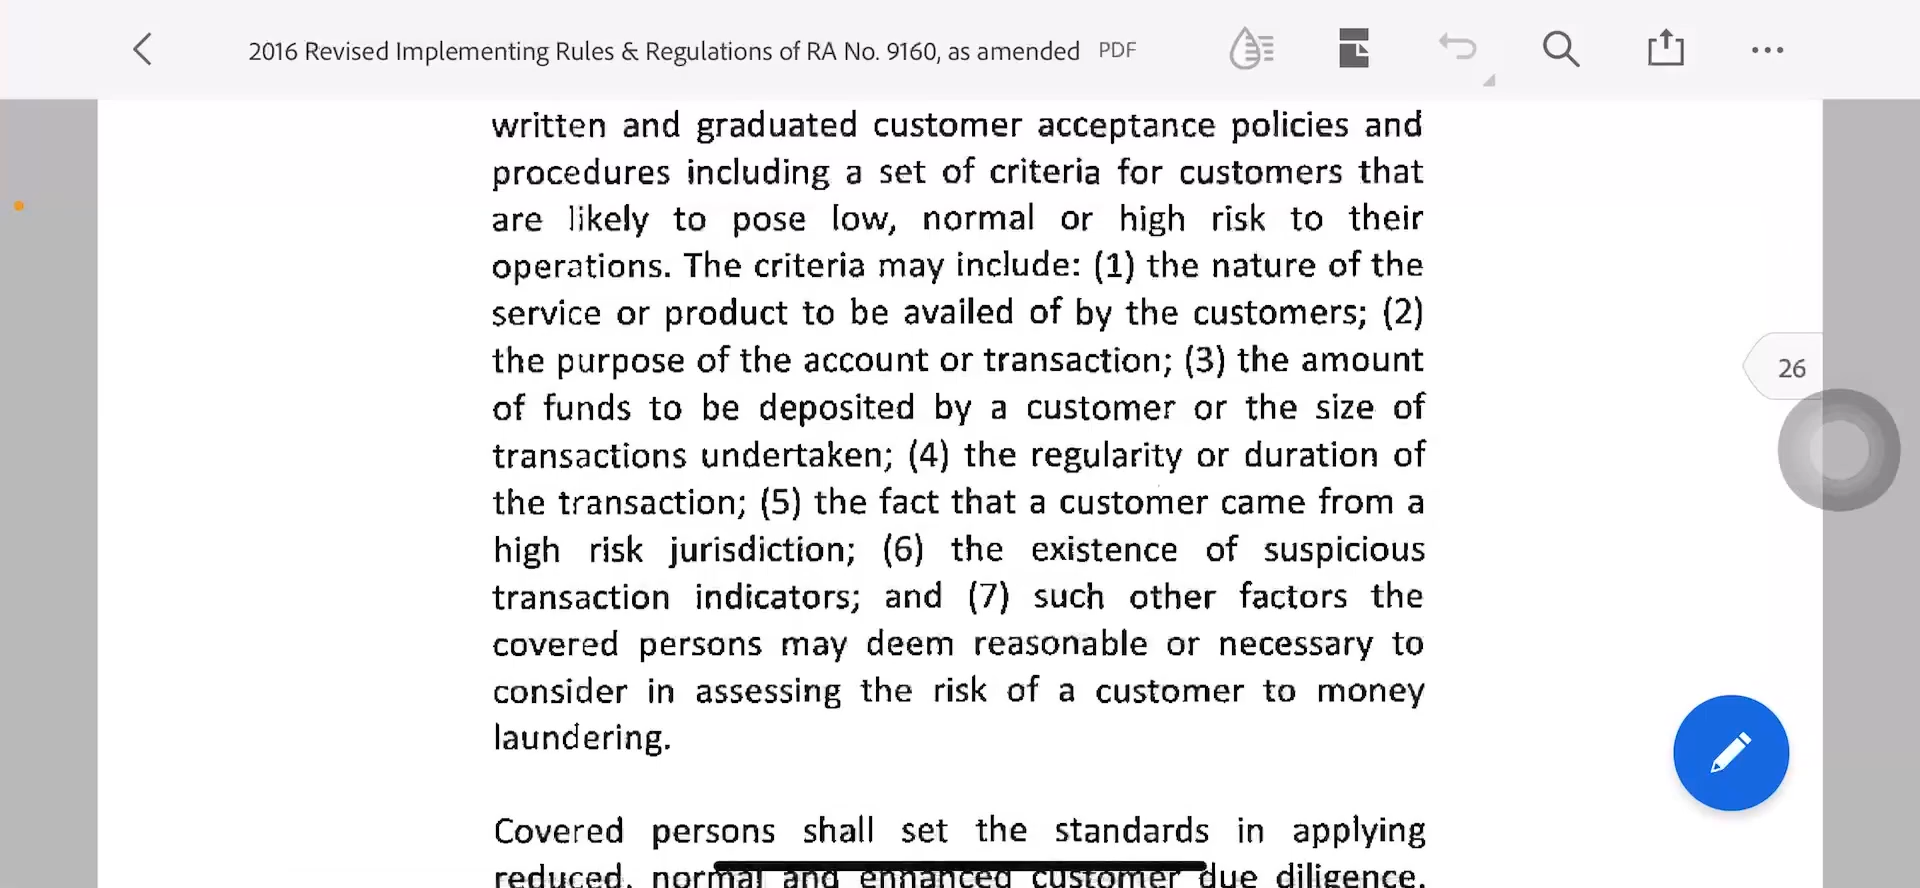 2016 Revised Implementing Rules & Regulations of RA No. 9160, as amended PDF
written and graduated customer acceptance policies and
procedures including a set of criteria for customers that
are likely to pose low, normal or high risk to their
operations. The criteria may include: (1) the nature of the
service or product to be availed of by the customers; (2)
the purpose of the account or transaction; (3) the amount
26
of funds to be deposited by a customer or the size of
transactions undertaken; (4) the regularity or duration of
the transaction; (5) the fact that a customer came from a
high risk jurisdiction; (6) the existence of suspicious
transaction indicators; and (7) such other factors the
covered persons may deem reasonable or necessary to
consider in assessing the risk of a customer to money
laundering.
Covered persons shall set the standards in applying
reduced, normal and enhanced customer due diligence,